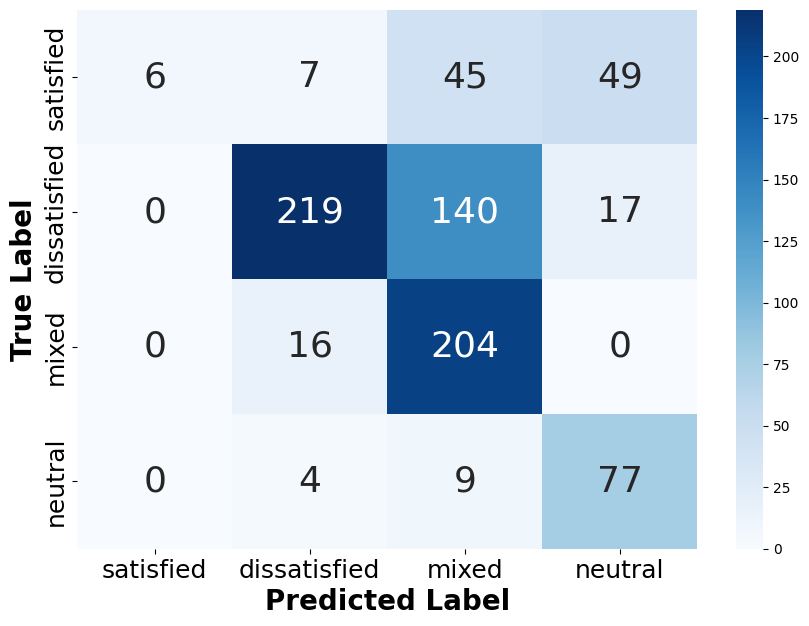 True Label
satisfied
dissatisfied
mixed
neutral
6 7 45 49
0 219 140 17
0 16 204 0
0 4 9 77
satisfied dissatisfied mixed neutral
Predicted Label
200
175
150
125
100
75
50
25
0